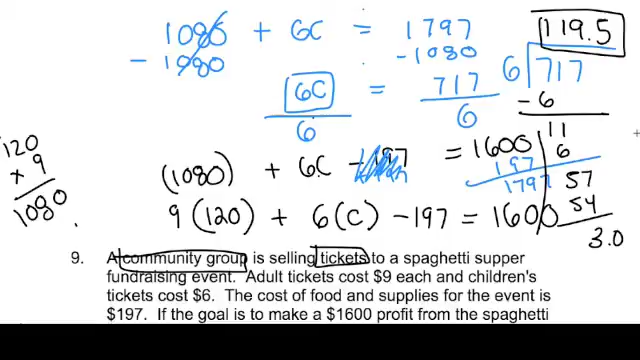 1080 + 6C = 1797 119.5
- 1080 - 1080 6 717
6C = 717 - 6
6 6 11
120 (1080) + 6C - 197 = 1600 6
9 197
x 1797 57
1080 9 (120) + 6(C) - 197 = 1600 54
3.0
9. A community group is selling tickets to a spaghetti supper
fundraising event. Adult tickets cost $9 each and children's
tickets cost $6. The cost of food and supplies for the event is
$197. If the goal is to make a $1600 profit from the spaghetti